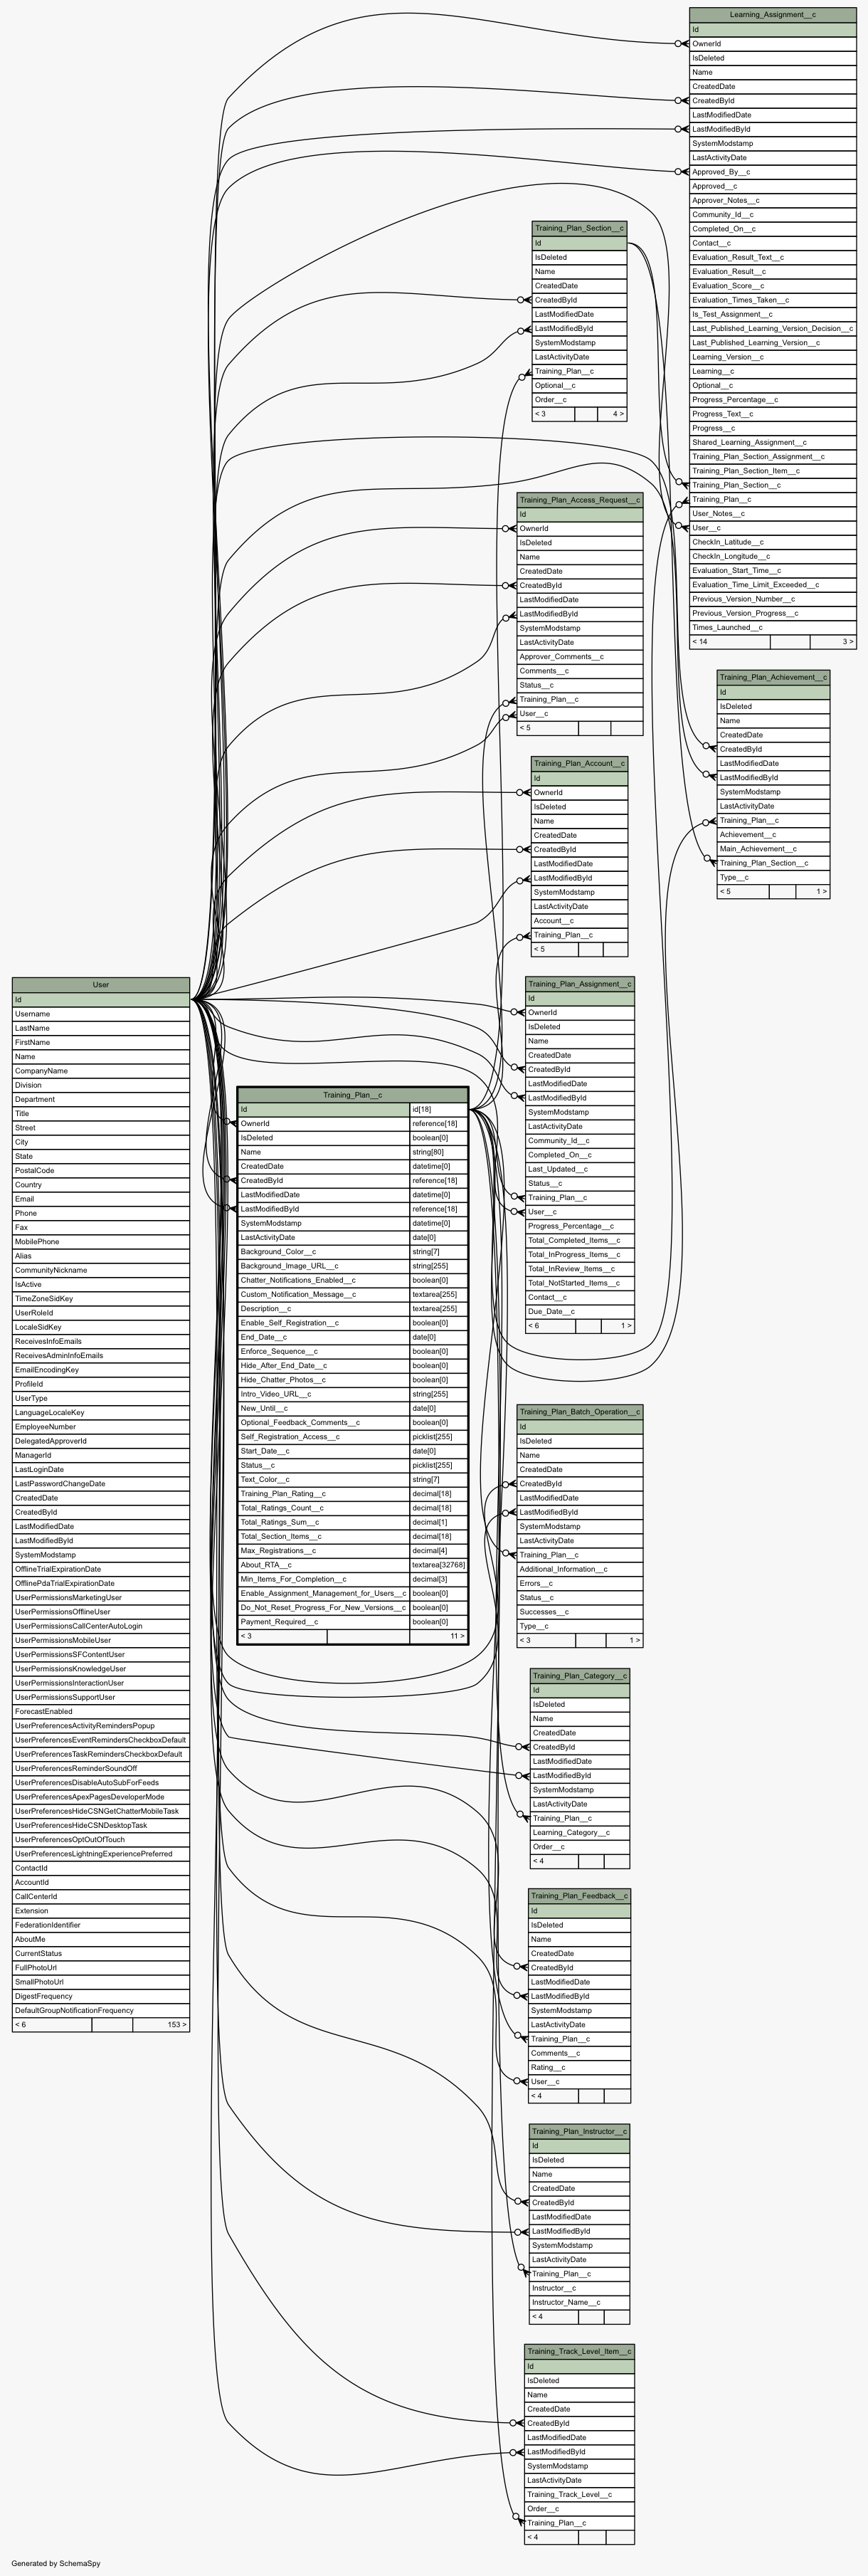 Learning_Assignment__c
Id
OwnerId
IsDeleted
Name
CreatedDate
CreatedById
LastModifiedDate
LastModifiedById
SystemModstamp
LastActivityDate
Approved_By__c
Approved__c
Approver_Notes__c
Community_Id__c
Completed_On__c
Contact__c
Evaluation_Result_Text__c
Evaluation_Result__c
Evaluation_Score__c
Evaluation_Times_Taken__c
Is_Test_Assignment__c
Last_Published_Learning_Version_Decision__c
Last_Published_Learning_Version__c
Learning_Version__c
Learning__c
Optional__c
Progress_Percentage__c
Progress_Text__c
Progress__c
Shared_Learning_Assignment__c
Training_Plan_Section_Assignment__c
Training_Plan_Section_Item__c
Training_Plan_Section__c
Training_Plan__c
User_Notes__c
User__c
CheckIn_Latitude__c
CheckIn_Longitude__c
Evaluation_Start_Time__c
Evaluation_Time_Limit_Exceeded__c
Previous_Version_Number__c
Previous_Version_Progress__c
Times_Launched__c
< 14 3 >
Training_Plan_Section__c
Id
IsDeleted
Name
CreatedDate
CreatedById
LastModifiedDate
LastModifiedById
SystemModstamp
LastActivityDate
Training_Plan__c
Optional__c
Order__c
< 3 4 >
Training_Plan_Access_Request__c
Id
OwnerId
IsDeleted
Name
CreatedDate
CreatedById
LastModifiedDate
LastModifiedById
SystemModstamp
LastActivityDate
Approver_Comments__c
Comments__c
Status__c
Training_Plan__c
User__c
< 5
Training_Plan_Achievement__c
Id
IsDeleted
Name
CreatedDate
CreatedById
LastModifiedDate
LastModifiedById
SystemModstamp
LastActivityDate
Training_Plan__c
Achievement__c
Main_Achievement__c
Training_Plan_Section__c
Type__c
< 5 1 >
Training_Plan_Account__c
Id
OwnerId
IsDeleted
Name
CreatedDate
CreatedById
LastModifiedDate
LastModifiedById
SystemModstamp
LastActivityDate
Account__c
Training_Plan__c
< 5
User
Id
Username
LastName
FirstName
Name
CompanyName
Division
Department
Title
Street
City
State
PostalCode
Country
Email
Phone
Fax
MobilePhone
Alias
CommunityNickname
IsActive
TimeZoneSidKey
UserRoleId
LocaleSidKey
ReceivesInfoEmails
ReceivesAdminInfoEmails
EmailEncodingKey
ProfileId
UserType
LanguageLocaleKey
EmployeeNumber
DelegatedApproverId
ManagerId
LastLoginDate
LastPasswordChangeDate
CreatedDate
CreatedById
LastModifiedDate
LastModifiedById
SystemModstamp
OfflineTrialExpirationDate
OfflinePdaTrialExpirationDate
UserPermissionsMarketingUser
UserPermissionsOfflineUser
UserPermissionsCallCenterAutoLogin
UserPermissionsMobileUser
UserPermissionsSFContentUser
UserPermissionsKnowledgeUser
UserPermissionsInteractionUser
UserPermissionsSupportUser
ForecastEnabled
UserPreferencesActivityRemindersPopup
UserPreferencesEventRemindersCheckboxDefault
UserPreferencesTaskRemindersCheckboxDefault
UserPreferencesReminderSoundOff
UserPreferencesDisableAutoSubForFeeds
UserPreferencesApexPagesDeveloperMode
UserPreferencesHideCSNGetChatterMobileTask
UserPreferencesHideCSNDesktopTask
UserPreferencesOptOutOfTouch
UserPreferencesLightningExperiencePreferred
ContactId
AccountId
CallCenterId
Extension
FederationIdentifier
AboutMe
CurrentStatus
FullPhotoUrl
SmallPhotoUrl
DigestFrequency
DefaultGroupNotificationFrequency
< 6 153 >
Training_Plan__c
Id id[18]
OwnerId reference[18]
IsDeleted boolean[0]
Name string[80]
CreatedDate datetime[0]
CreatedById reference[18]
LastModifiedDate datetime[0]
LastModifiedById reference[18]
SystemModstamp datetime[0]
LastActivityDate date[0]
Background_Color__c string[7]
Background_Image_URL__c string[255]
Chatter_Notifications_Enabled__c boolean[0]
Custom_Notification_Message__c textarea[255]
Description__c textarea[255]
Enable_Self_Registration__c boolean[0]
End_Date__c date[0]
Enforce_Sequence__c boolean[0]
Hide_After_End_Date__c boolean[0]
Hide_Chatter_Photos__c boolean[0]
Intro_Video_URL__c string[255]
New_Until__c date[0]
Optional_Feedback_Comments__c boolean[0]
Self_Registration_Access__c picklist[255]
Start_Date__c date[0]
Status__c picklist[255]
Text_Color__c string[7]
Training_Plan_Rating__c decimal[18]
Total_Ratings_Count__c decimal[18]
Total_Ratings_Sum__c decimal[1]
Total_Section_Items__c decimal[18]
Max_Registrations__c decimal[4]
About_RTA__c textarea[32768]
Min_Items_For_Completion__c decimal[3]
Enable_Assignment_Management_for_Users__c boolean[0]
Do_Not_Reset_Progress_For_New_Versions__c boolean[0]
Payment_Required__c boolean[0]
< 3 11 >
Training_Plan_Assignment__c
Id
OwnerId
IsDeleted
Name
CreatedDate
CreatedById
LastModifiedDate
LastModifiedById
SystemModstamp
LastActivityDate
Community_Id__c
Completed_On__c
Last_Updated__c
Status__c
Training_Plan__c
User__c
Progress_Percentage__c
Total_Completed_Items__c
Total_InProgress_Items__c
Total_InReview_Items__c
Total_NotStarted_Items__c
Contact__c
Due_Date__c
< 6 1 >
Training_Plan_Batch_Operation__c
Id
IsDeleted
Name
CreatedDate
CreatedById
LastModifiedDate
LastModifiedById
SystemModstamp
LastActivityDate
Training_Plan__c
Additional_Information__c
Errors__c
Status__c
Successes__c
Type__c
< 3 1 >
Training_Plan_Category__c
Id
IsDeleted
Name
CreatedDate
CreatedById
LastModifiedDate
LastModifiedById
SystemModstamp
LastActivityDate
Training_Plan__c
Learning_Category__c
Order__c
< 4
Training_Plan_Feedback__c
Id
IsDeleted
Name
CreatedDate
CreatedById
LastModifiedDate
LastModifiedById
SystemModstamp
LastActivityDate
Training_Plan__c
Comments__c
Rating__c
User__c
< 4
Training_Plan_Instructor__c
Id
IsDeleted
Name
CreatedDate
CreatedById
LastModifiedDate
LastModifiedById
SystemModstamp
LastActivityDate
Training_Plan__c
Instructor__c
Instructor_Name__c
< 4
Training_Track_Level_Item__c
Id
IsDeleted
Name
CreatedDate
CreatedById
LastModifiedDate
LastModifiedById
SystemModstamp
LastActivityDate
Training_Track_Level__c
Order__c
Training_Plan__c
< 4
Generated by SchemaSpy